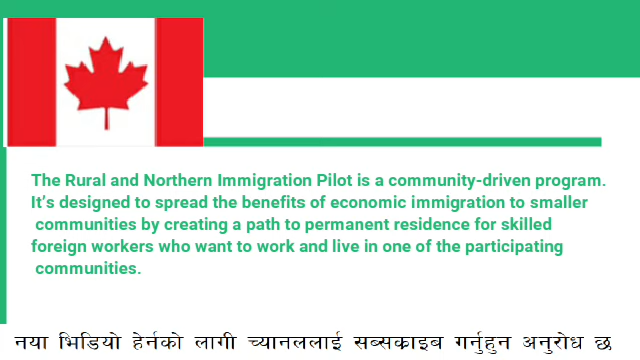 The Rural and Northern Immigration Pilot is a community-driven program.
It's designed to spread the benefits of economic immigration to smaller
communities by creating a path to permanent residence for skilled
foreign workers who want to work and live in one of the participating
communities.
नया भिडियो हेर्नको लागी च्यानललाई सब्सक्राइब गर्नुहुन अनुरोध छ